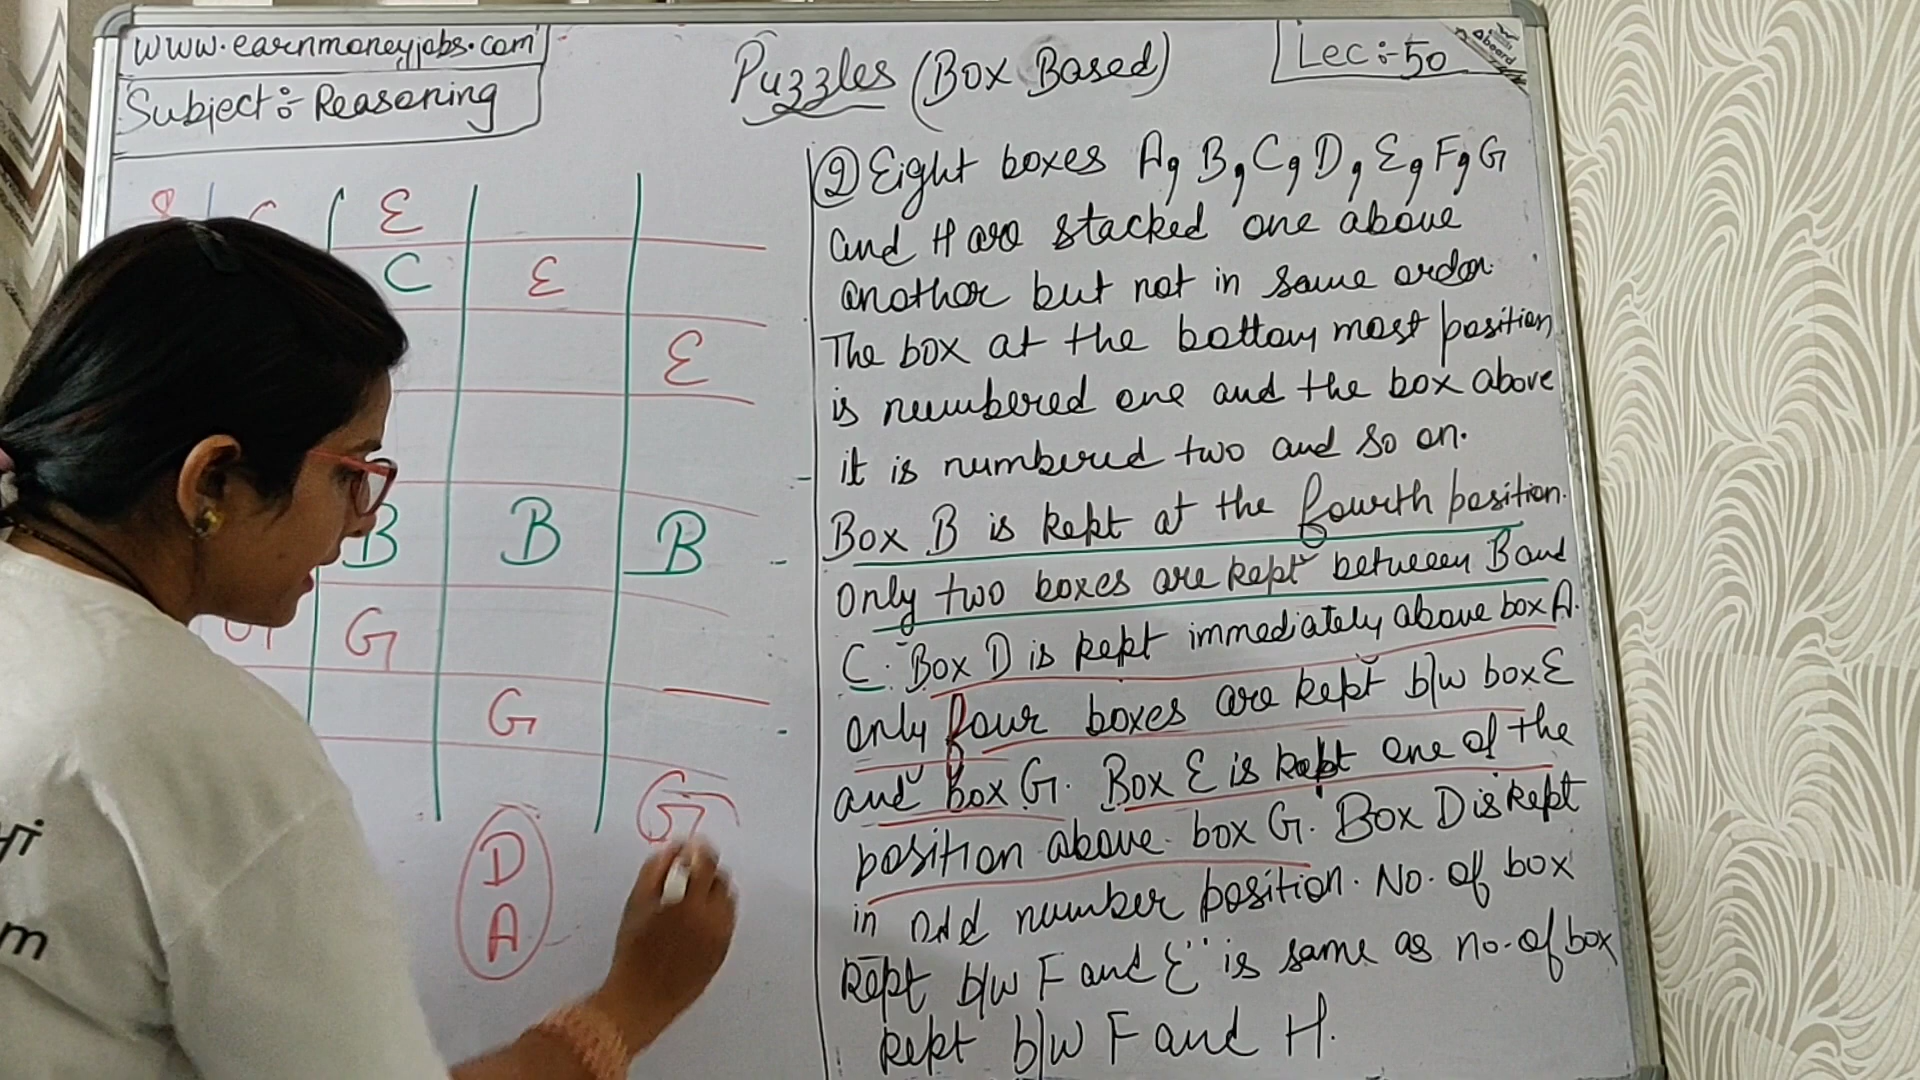 www.earnmoneyjobs.com
Subject:- Reasoning
Puzzles (Box Based)
Lec:-50
Aboard
② Eight boxes A, B, C, D, E, F, G
and H are stacked one above
another but not in same order.
The box at the bottom most position
is numbered one and the box above
it is numbered two and so on.
Box B is kept at the fourth position.
only two boxes are kept between B and
C. Box D is kept immediately above box A.
only four boxes are kept b/w box E
and box G. Box E is kept one of the
position above box G. Box D is kept
in odd number position. No. of box
kept b/w F and E is same as no. of box
kept b/w F and H.
8
E
C E
E
B B B
G
G
G
D
A
m